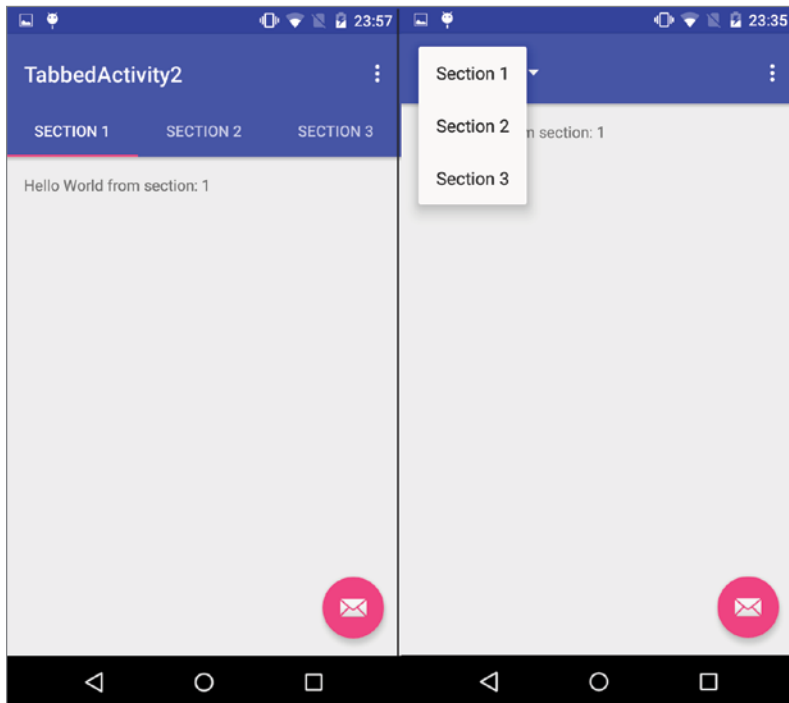 23:57
TabbedActivity2
SECTION 1 SECTION 2 SECTION 3
Hello World from section: 1
23:35
Section 1
Section 2
section: 1
Section 3